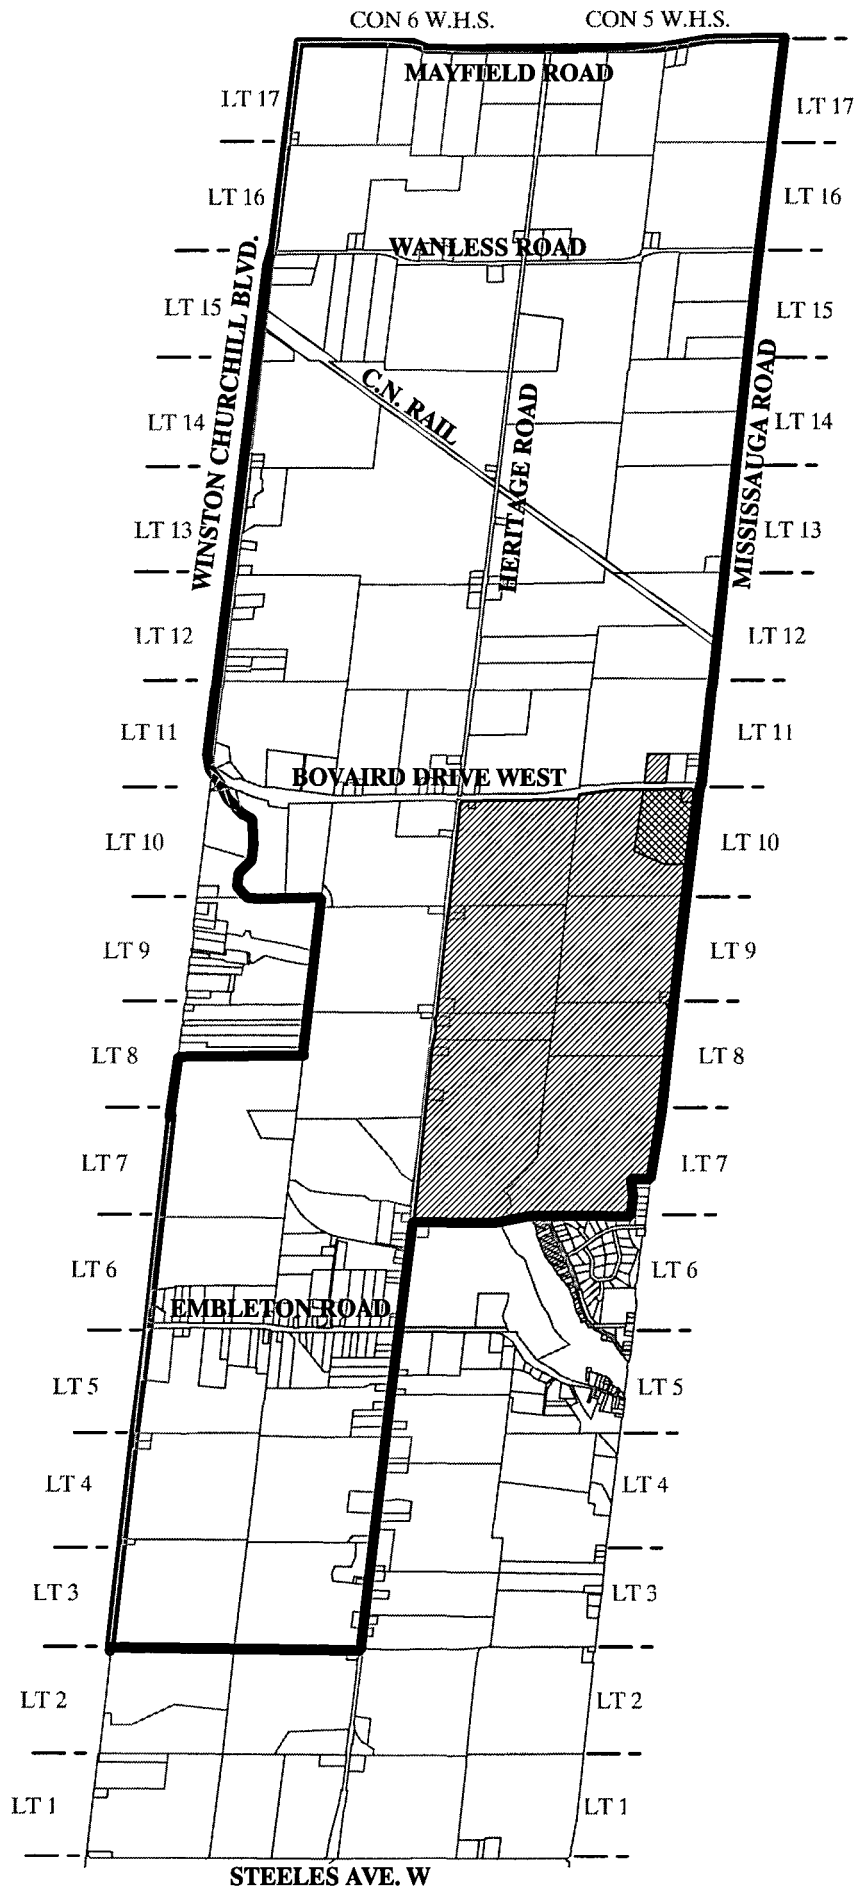 CON 6 W.H.S. CON 5 W.H.S.
MAYFIELD ROAD
LT 17 LT 17
LT 16 LT 16
WANLESS ROAD
WINSTON CHURCHILL BLVD.
LT 15 LT 15
C.N. RAIL
HERITAGE ROAD
MISSISSAUGA ROAD
LT 14 LT 14
LT 13 LT 13
LT 12 LT 12
LT 11 LT 11
BOVAIRD DRIVE WEST
LT 10 LT 10
LT 9 LT 9
LT 8 LT 8
LT 7 LT 7
LT 6 LT 6
EMBLETON ROAD
LT 5 LT 5
LT 4 LT 4
LT 3 LT 3
LT 2 LT 2
LT 1 LT 1
STEELES AVE. W